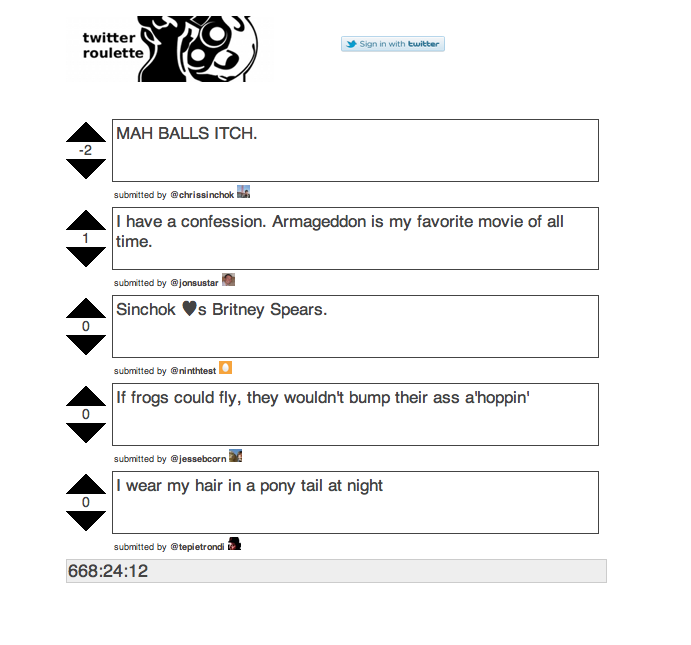 twitter
roulette
Sign in with twitter
MAH BALLS ITCH.
-2
submitted by @chrissinchok
I have a confession. Armageddon is my favorite movie of all
time.
1
submitted by @jonsustar
Sinchok ♥s Britney Spears.
0
submitted by @ninthtest
If frogs could fly, they wouldn't bump their ass a'hoppin'
0
submitted by @jessebcorn
I wear my hair in a pony tail at night
0
submitted by @tepietrondi
668:24:12